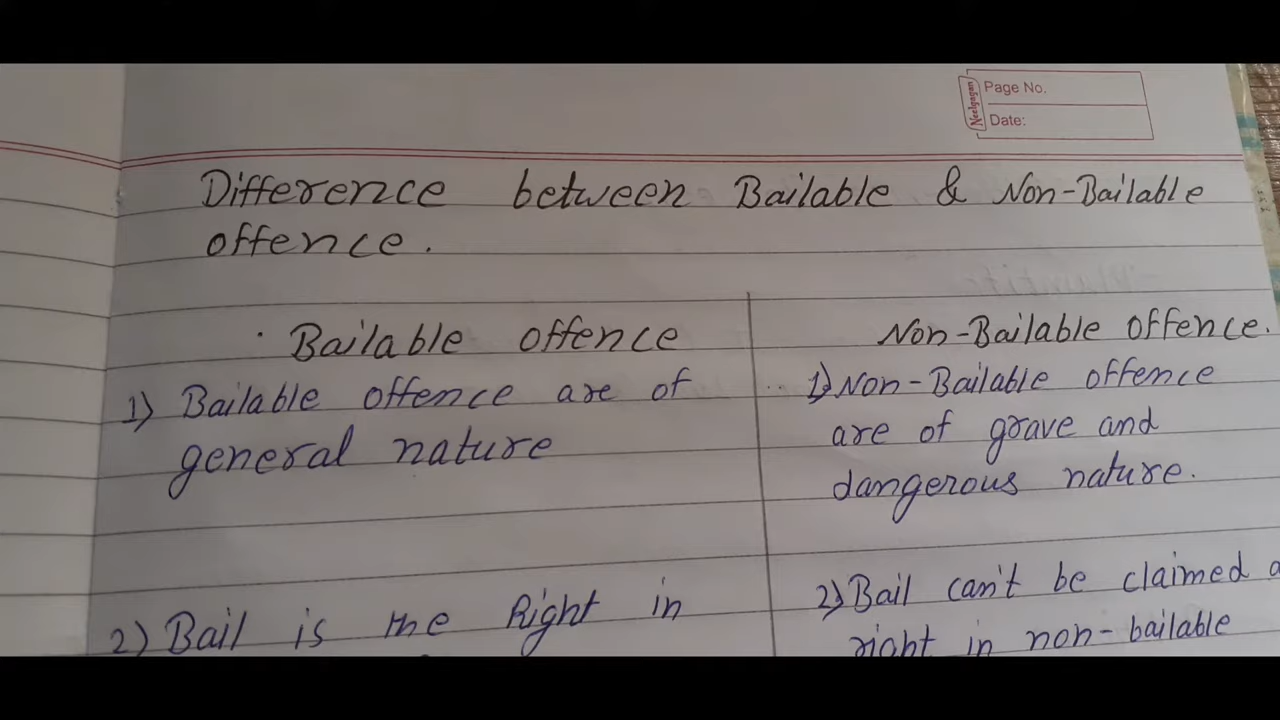 Neelgagan
Page No.
Date:
Difference between Bailable & Non-Bailable
offence.
Bailable offence
1) Bailable offence are of
general nature
2) Bail is the Right in
Non-Bailable offence.
1) Non-Bailable offence
are of grave and
dangerous nature.
2) Bail can't be claimed a
right in non-bailable